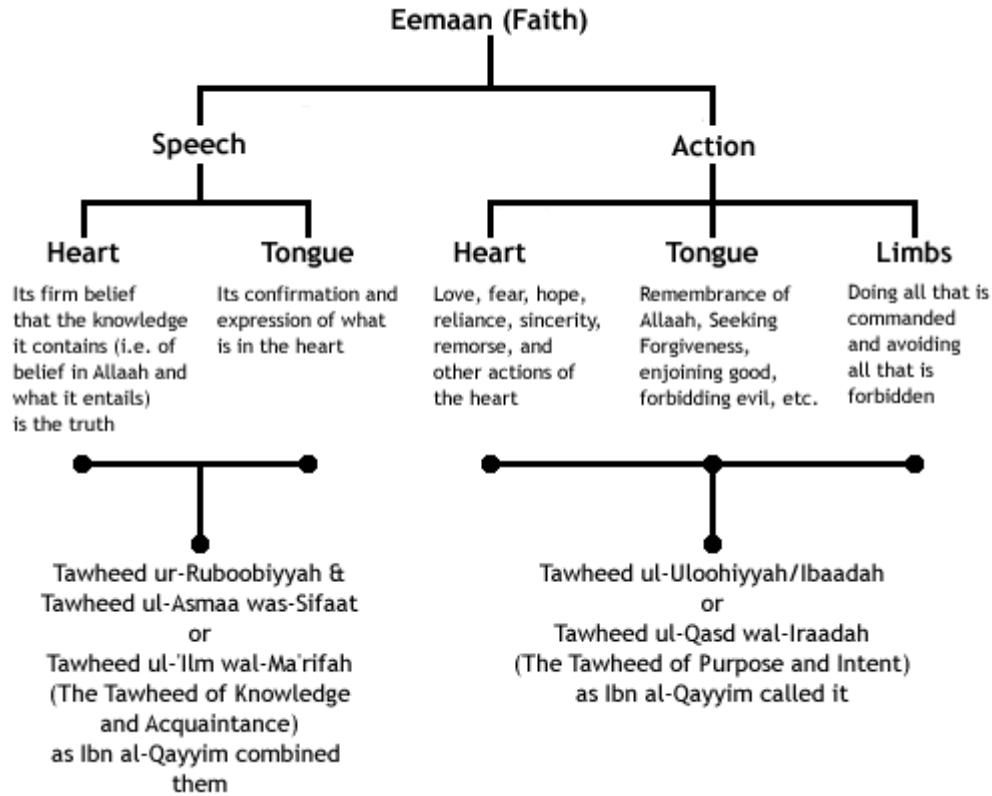 Eemaan (Faith)
Speech
Action
Heart
Tongue
Heart
Tongue
Limbs
Its firm belief
that the knowledge
it contains (i.e. of
belief in Allaah and
what it entails)
is the truth
Its confirmation and
expression of what
is in the heart
Love, fear, hope,
reliance, sincerity,
remorse, and
other actions of
the heart
Remembrance of
Allaah, Seeking
Forgiveness,
enjoining good,
forbidding evil, etc.
Doing all that is
commanded
and avoiding
all that is
forbidden
Tawheed ur-Ruboobiyyah &
Tawheed ul-Asmaa was-Sifaat
or
Tawheed ul-'Ilm wal-Ma'rifah
(The Tawheed of Knowledge
and Acquaintance)
as Ibn al-Qayyim combined
them
Tawheed ul-Uloohiyyah/Ibaadah
or
Tawheed ul-Qasd wal-Iraadah
(The Tawheed of Purpose and Intent)
as Ibn al-Qayyim called it